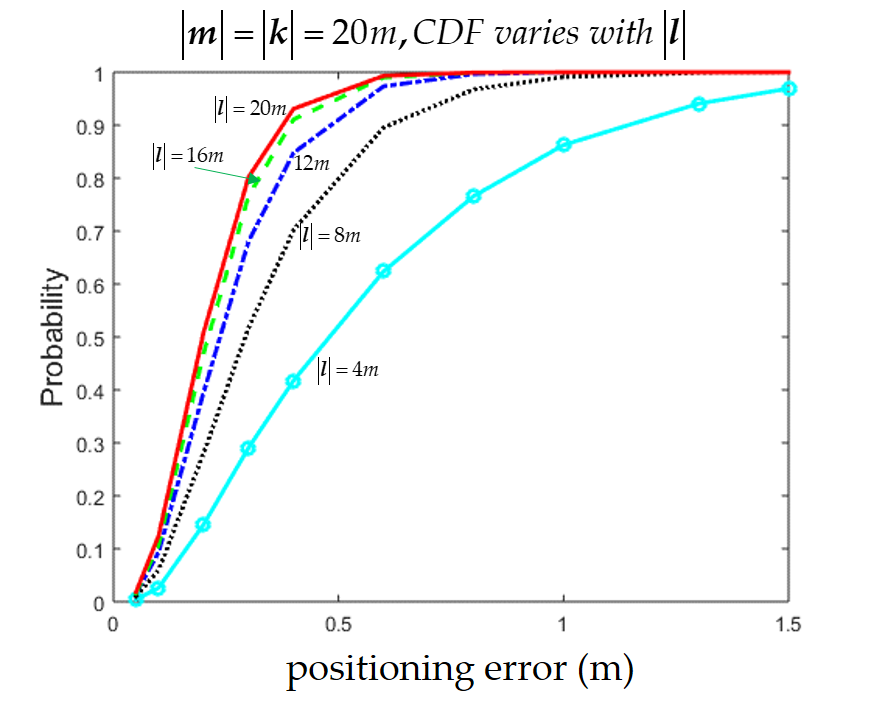 |m| = |k| = 20m, CDF varies with |l|
1
0.9
0.8
0.7
0.6
0.5
0.4
0.3
0.2
0.1
0
Probability
|l| = 20m
|l| = 16m
12m
|l| = 8m
|l| = 4m
0
0.5
1
1.5
positioning error (m)